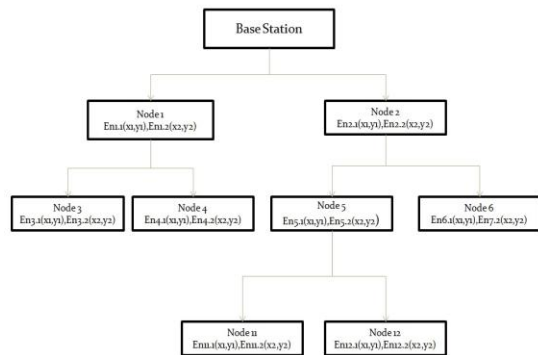 Base Station
Node 1
En1.1(x1,y1),En1.2(x2,y2)
Node 2
En2.1(x1,y1),En2.2(x2,y2)
Node 3
En3.1(x1,y1),En3.2(x2,y2)
Node 4
En4.1(x1,y1),En4.2(x2,y2)
Node 5
En5.1(x1,y1),En5.2(x2,y2)
Node 6
En6.1(x1,y1),En7.2(x2,y2)
Node 11
En11.1(x1,y1),En11.2(x2,y2)
Node 12
En12.1(x1,y1),En12.2(x2,y2)